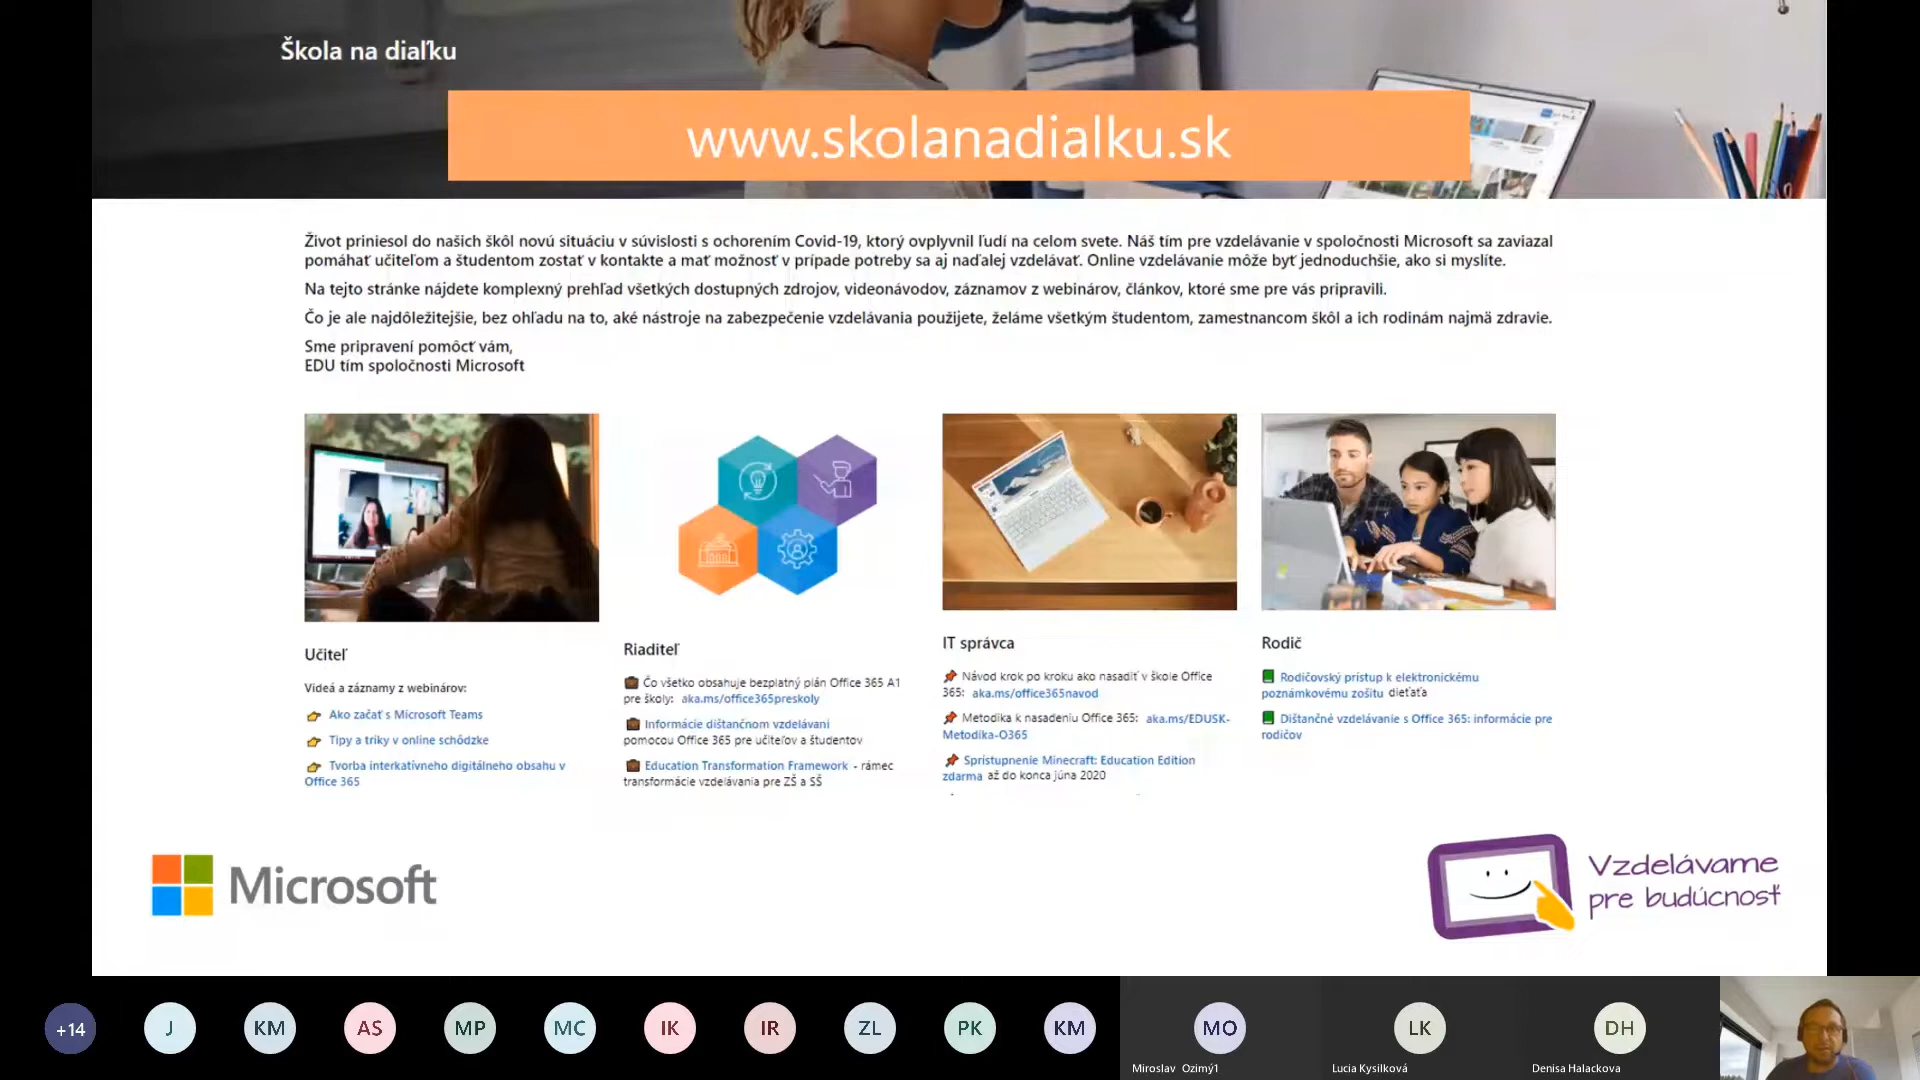 Škola na diaľku
www.skolanadialku.sk
Život priniesol do našich škôl novú situáciu v súvislosti s ochorením Covid-19, ktorý ovplyvnil ľudí na celom svete. Náš tím pre vzdelávanie v spoločnosti Microsoft sa zaviazal
pomáhať učiteľom a študentom zostať v kontakte a mať možnosť v prípade potreby sa aj naďalej vzdelávať. Online vzdelávanie môže byť jednoduchšie, ako si myslíte.
Na tejto stránke nájdete komplexný prehľad všetkých dostupných zdrojov, videonávodov, záznamov z webinárov, článkov, ktoré sme pre vás pripravili.
Čo je ale najdôležitejšie, bez ohľadu na to, aké nástroje na zabezpečenie vzdelávania použijete, želáme všetkým študentom, zamestnancom škôl a ich rodinám najmä zdravie.
Sme pripravení pomôcť vám,
EDU tím spoločnosti Microsoft
Učiteľ
Videá a záznamy z webinárov:
Ako začať s Microsoft Teams
Tipy a triky v online schôdzke
Tvorba interkatívneho digitálneho obsahu v
Office 365
Riaditeľ
Čo všetko obsahuje bezplatný plán Office 365 A1
pre školy: aka.ms/office365preskoly
Informácie dištančnom vzdelávaní
pomocou Office 365 pre učiteľov a študentov
Education Transformation Framework - rámec
transformácie vzdelávania pre ZŠ a SŠ
IT správca
Návod krok po kroku ako nasadiť v škole Office
365: aka.ms/office365navod
Metodika k nasadeniu Office 365: aka.ms/EDUSK-
Metodika-O365
Sprístupnenie Minecraft: Education Edition
zdarma až do konca júna 2020
Rodič
Rodičovský prístup k elektronickému
poznámkovému zošitu dieťaťa
Dištančné vzdelávanie s Office 365: informácie pre
rodičov
Microsoft
Vzdelávame
pre budúcnosť
+14 J KM AS MP MC IK IR ZL PK KM MO LK DH
Miroslav Ozimý1 Lucia Kysilková Denisa Halackova